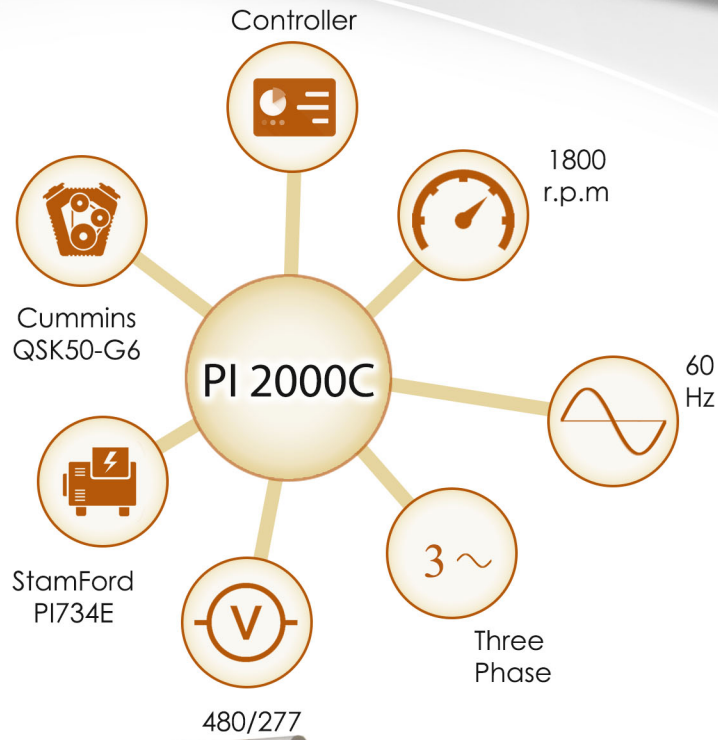 Controller
1800
r.p.m
Cummins
QSK50-G6
60
Hz
PI 2000C
3～
StamFord
PI734E
V
Three
Phase
480/277